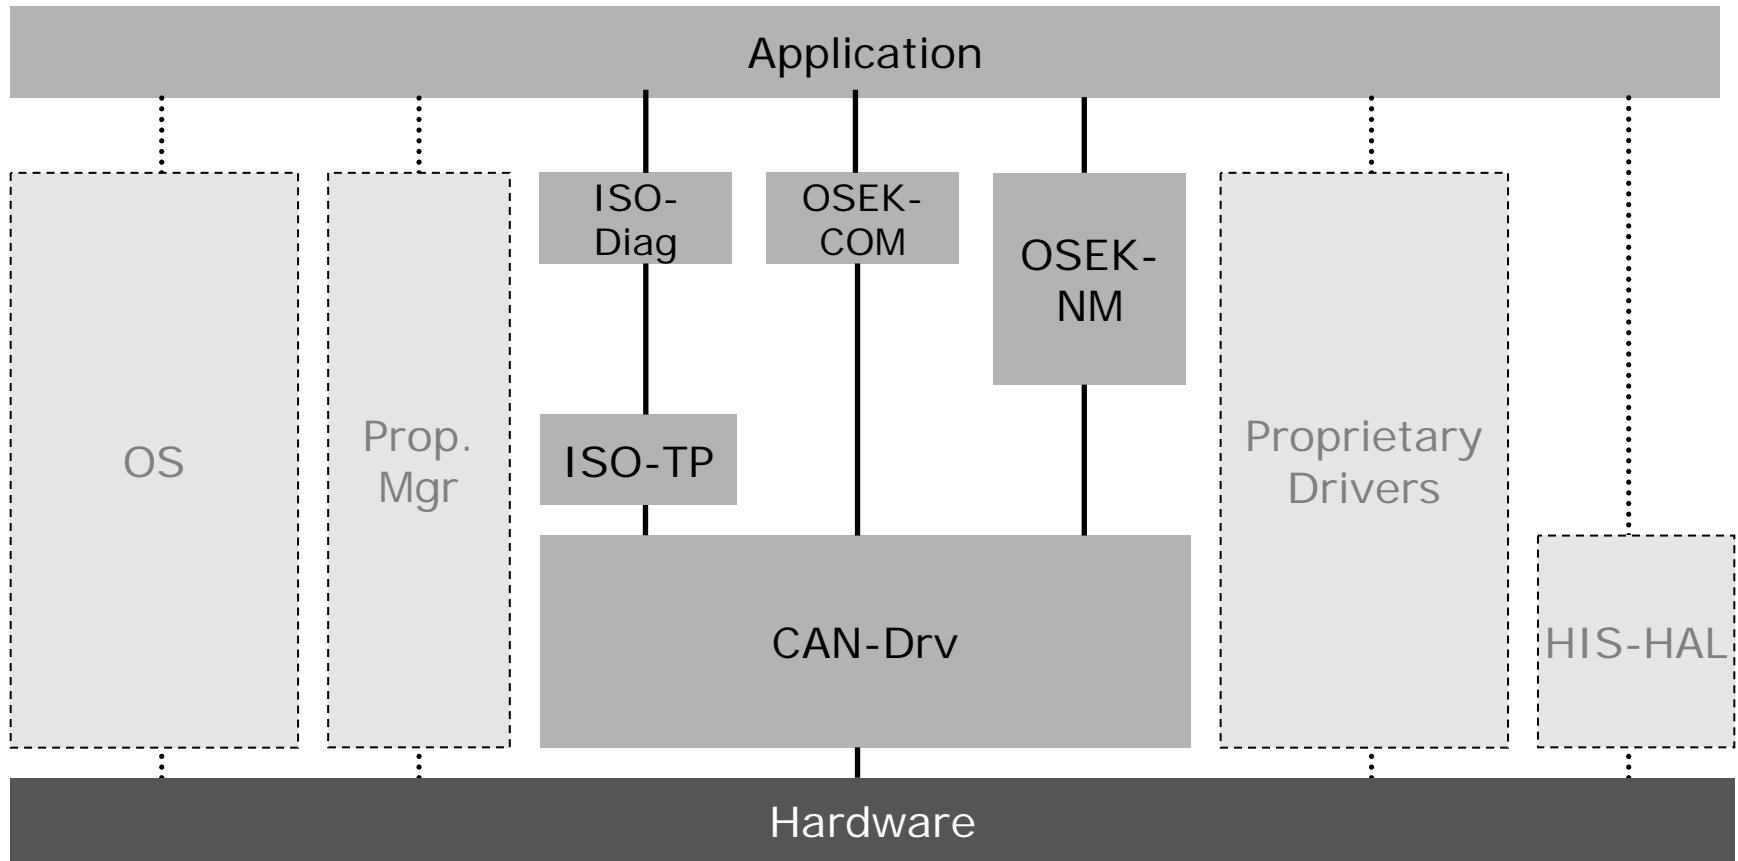 Application
ISO-
Diag
OSEK-
COM
OSEK-
NM
OS
Prop.
Mgr
ISO-TP
Proprietary
Drivers
CAN-Drv
HIS-HAL
Hardware